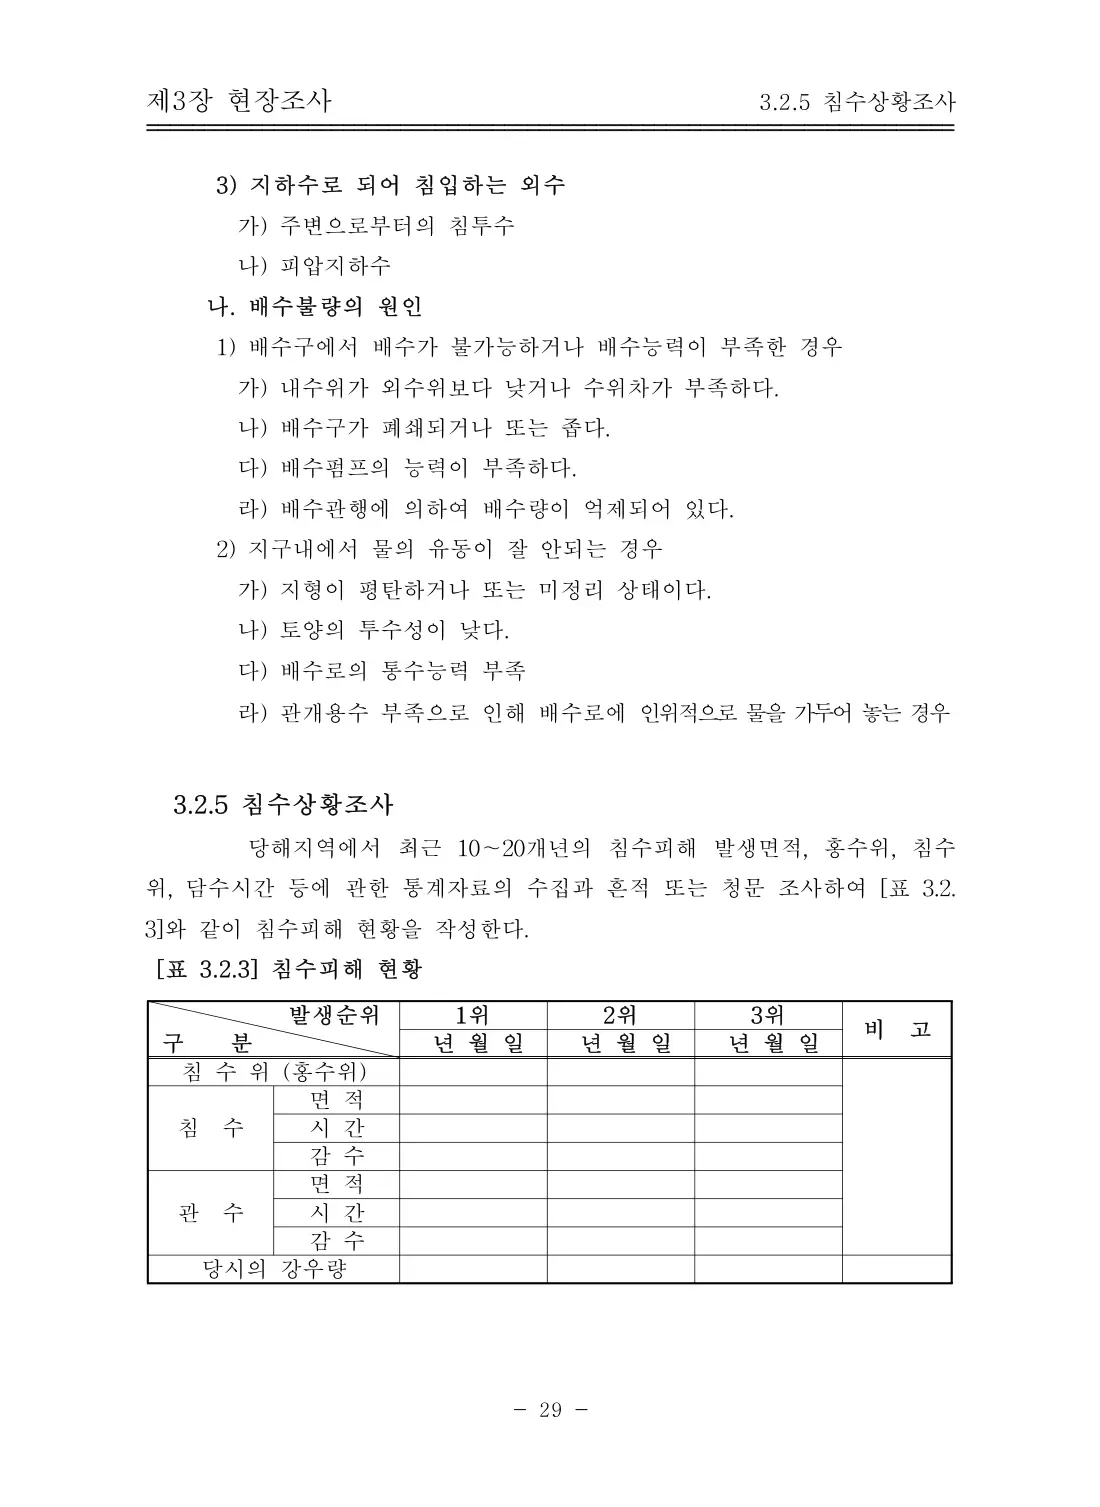 제3장 현장조사 3.2.5 침수상황조사
3) 지하수로 되어 침입하는 외수
가) 주변으로부터의 침투수
나) 피압지하수
나. 배수불량의 원인
1) 배수구에서 배수가 불가능하거나 배수능력이 부족한 경우
가) 내수위가 외수위보다 낮거나 수위차가 부족하다.
나) 배수구가 폐쇄되거나 또는 좁다.
다) 배수펌프의 능력이 부족하다.
라) 배수관행에 의하여 배수량이 억제되어 있다.
2) 지구내에서 물의 유동이 잘 안되는 경우
가) 지형이 평탄하거나 또는 미정리 상태이다.
나) 토양의 투수성이 낮다.
다) 배수로의 통수능력 부족
라) 관개용수 부족으로 인해 배수로에 인위적으로 물을 가두어 놓는 경우
3.2.5 침수상황조사
당해지역에서 최근 10~20개년의 침수피해 발생면적, 홍수위, 침수
위, 담수시간 등에 관한 통계자료의 수집과 흔적 또는 청문 조사하여 [표 3.2.
3]와 같이 침수피해 현황을 작성한다.
[표 3.2.3] 침수피해 현황
발생순위 1위 2위 3위 비 고
구 분 년 월 일 년 월 일 년 월 일
침 수 위 (홍수위)
침 수 면 적
시 간
감 수
관 수 면 적
시 간
감 수
당시의 강우량
- 29 -